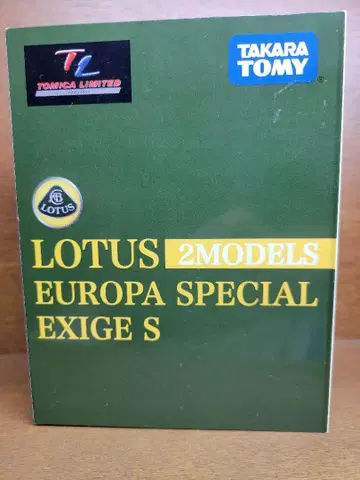 TL
TOMICA LIMITED
TAKARA
TOMY
LOTUS
LOTUS 2MODELS
EUROPA SPECIAL
EXIGE S